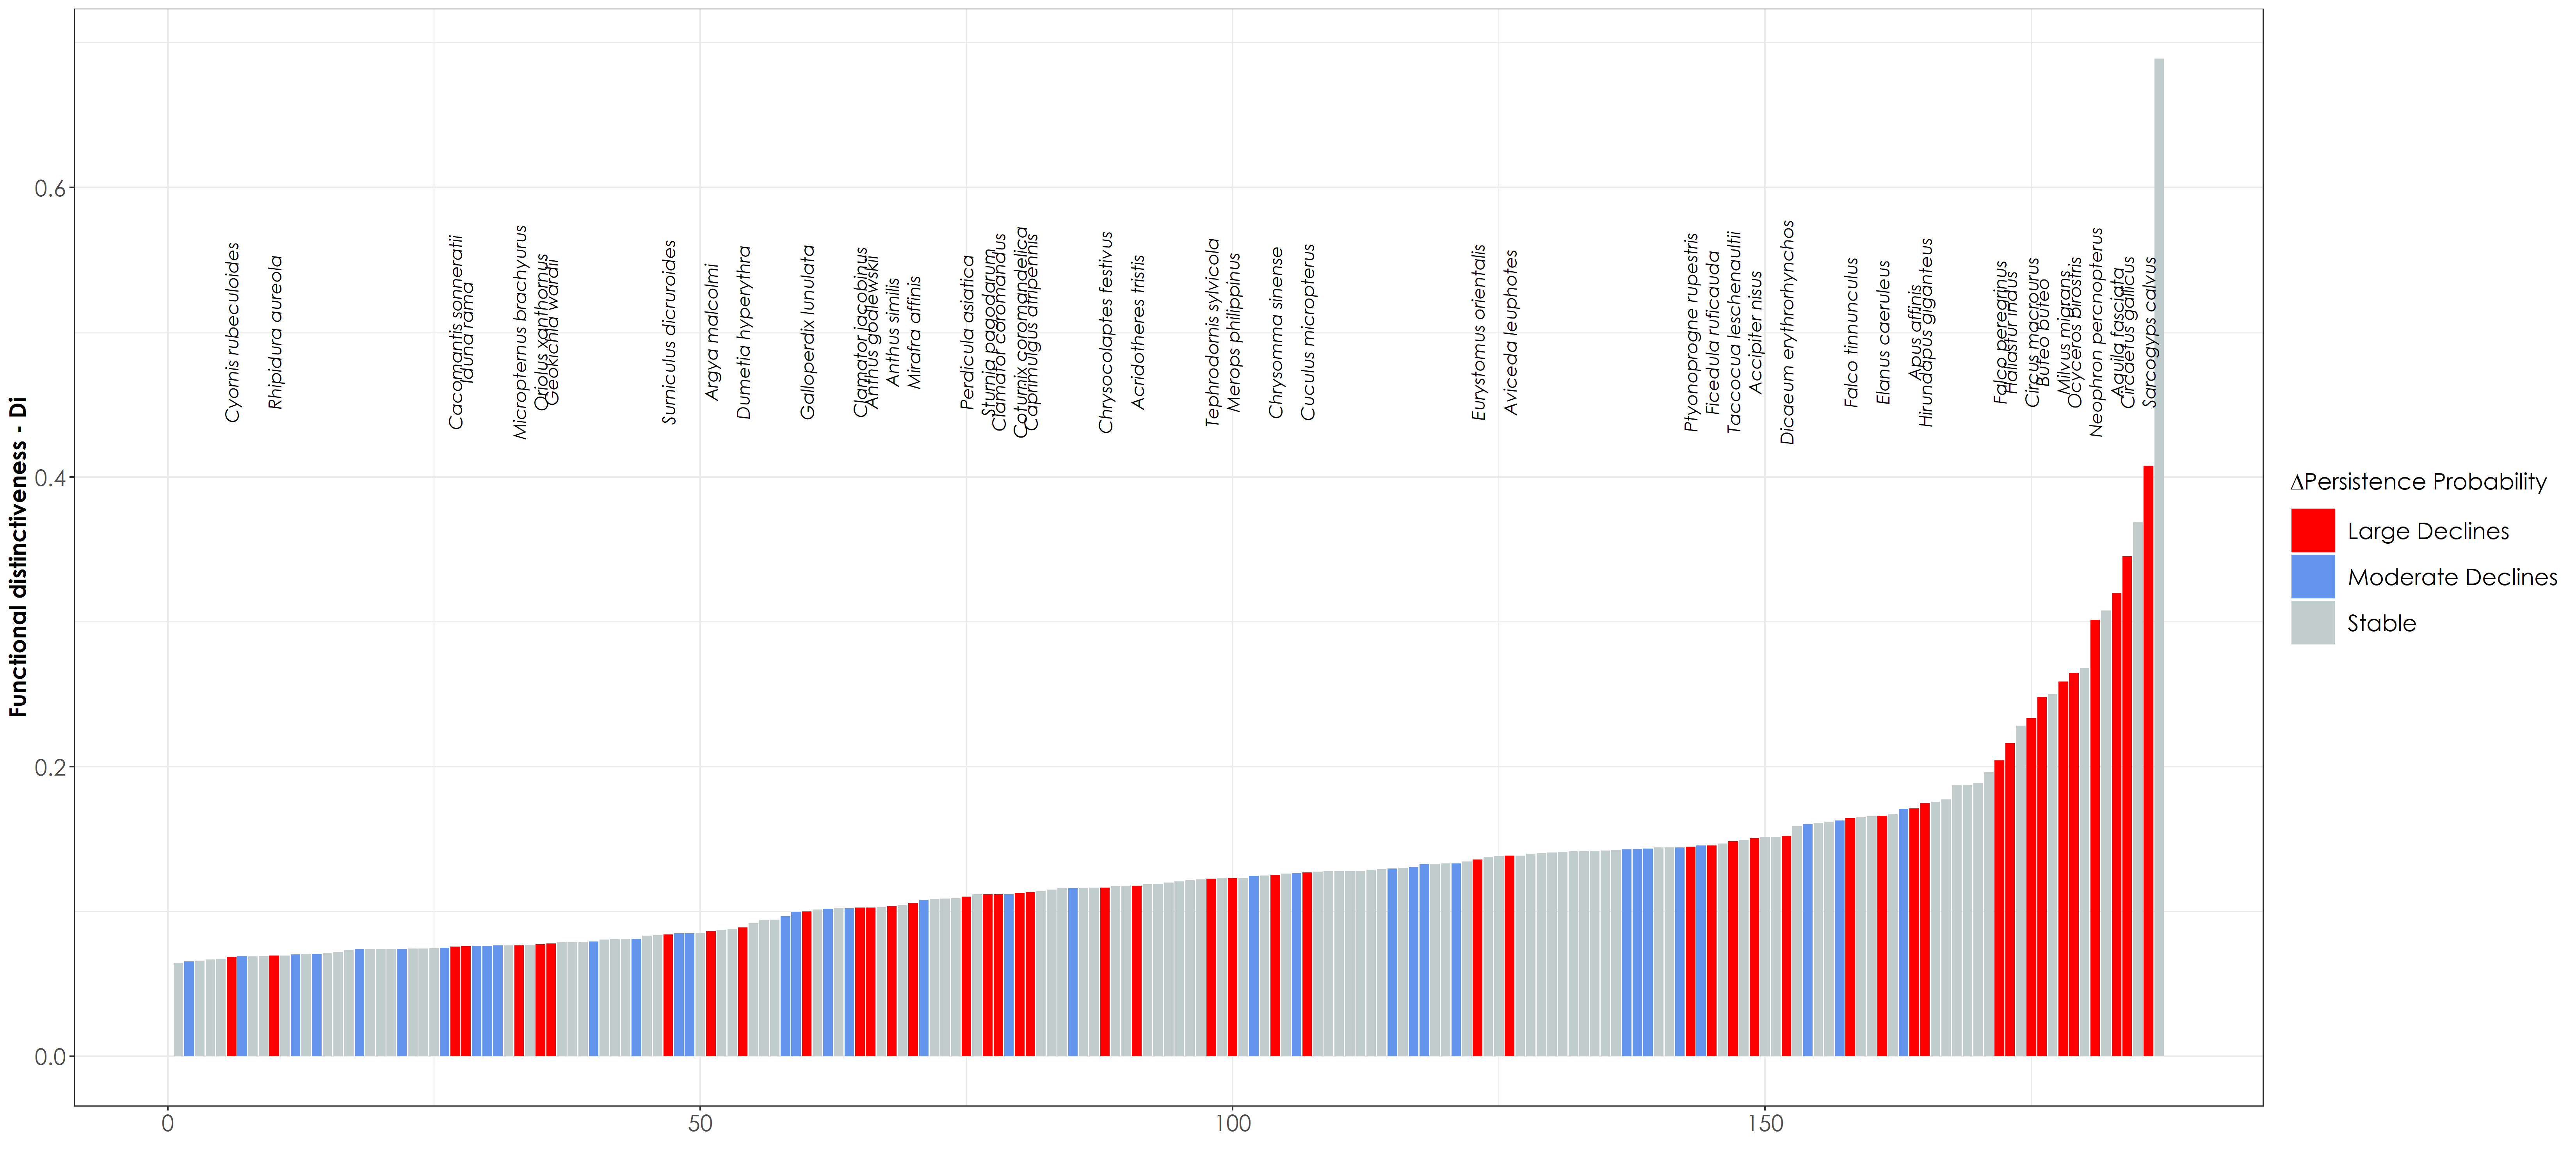 Functional distinctiveness - Di
0.6
0.4
0.2
0.0
Cyornis rubeculoides
Rhipidura aureola
Cacomantis sonneratii
Iduna rama
Micropternus brachyurus
Oriolus xanthornus
Geokichla wardii
Surniculus dicruroides
Argya malcolmi
Dumetia hyperythra
Galloperdix lunulata
Clamator jacobinus
Anthus godlewskii
Anthus similis
Mirafra affinis
Perdicula asiatica
Sturnia pagodarum
Clamator coromandus
Coturnix coromandelica
Caprimulgus atripennis
Chrysocolaptes festivus
Acridotheres tristis
Tephrodornis sylvicola
Merops philippinus
Chrysomma sinense
Cuculus micropterus
Eurystomus orientalis
Aviceda leuphotes
Ptyonoprogne rupestris
Ficedula ruficauda
Taccocua leschenaultii
Accipiter nisus
Dicaeum erythrorhynchos
Falco tinnunculus
Elanus caeruleus
Apus affinis
Hirundapus giganteus
Falco peregrinus
Haliastur indus
Circus macrourus
Buteo buteo
Milvus migrans
Ocyceros birostris
Neophron percnopterus
Aquila fasciata
Circaetus gallicus
Sarcogyps calvus
0
50
100
150
ΔPersistence Probability
Large Declines
Moderate Declines
Stable